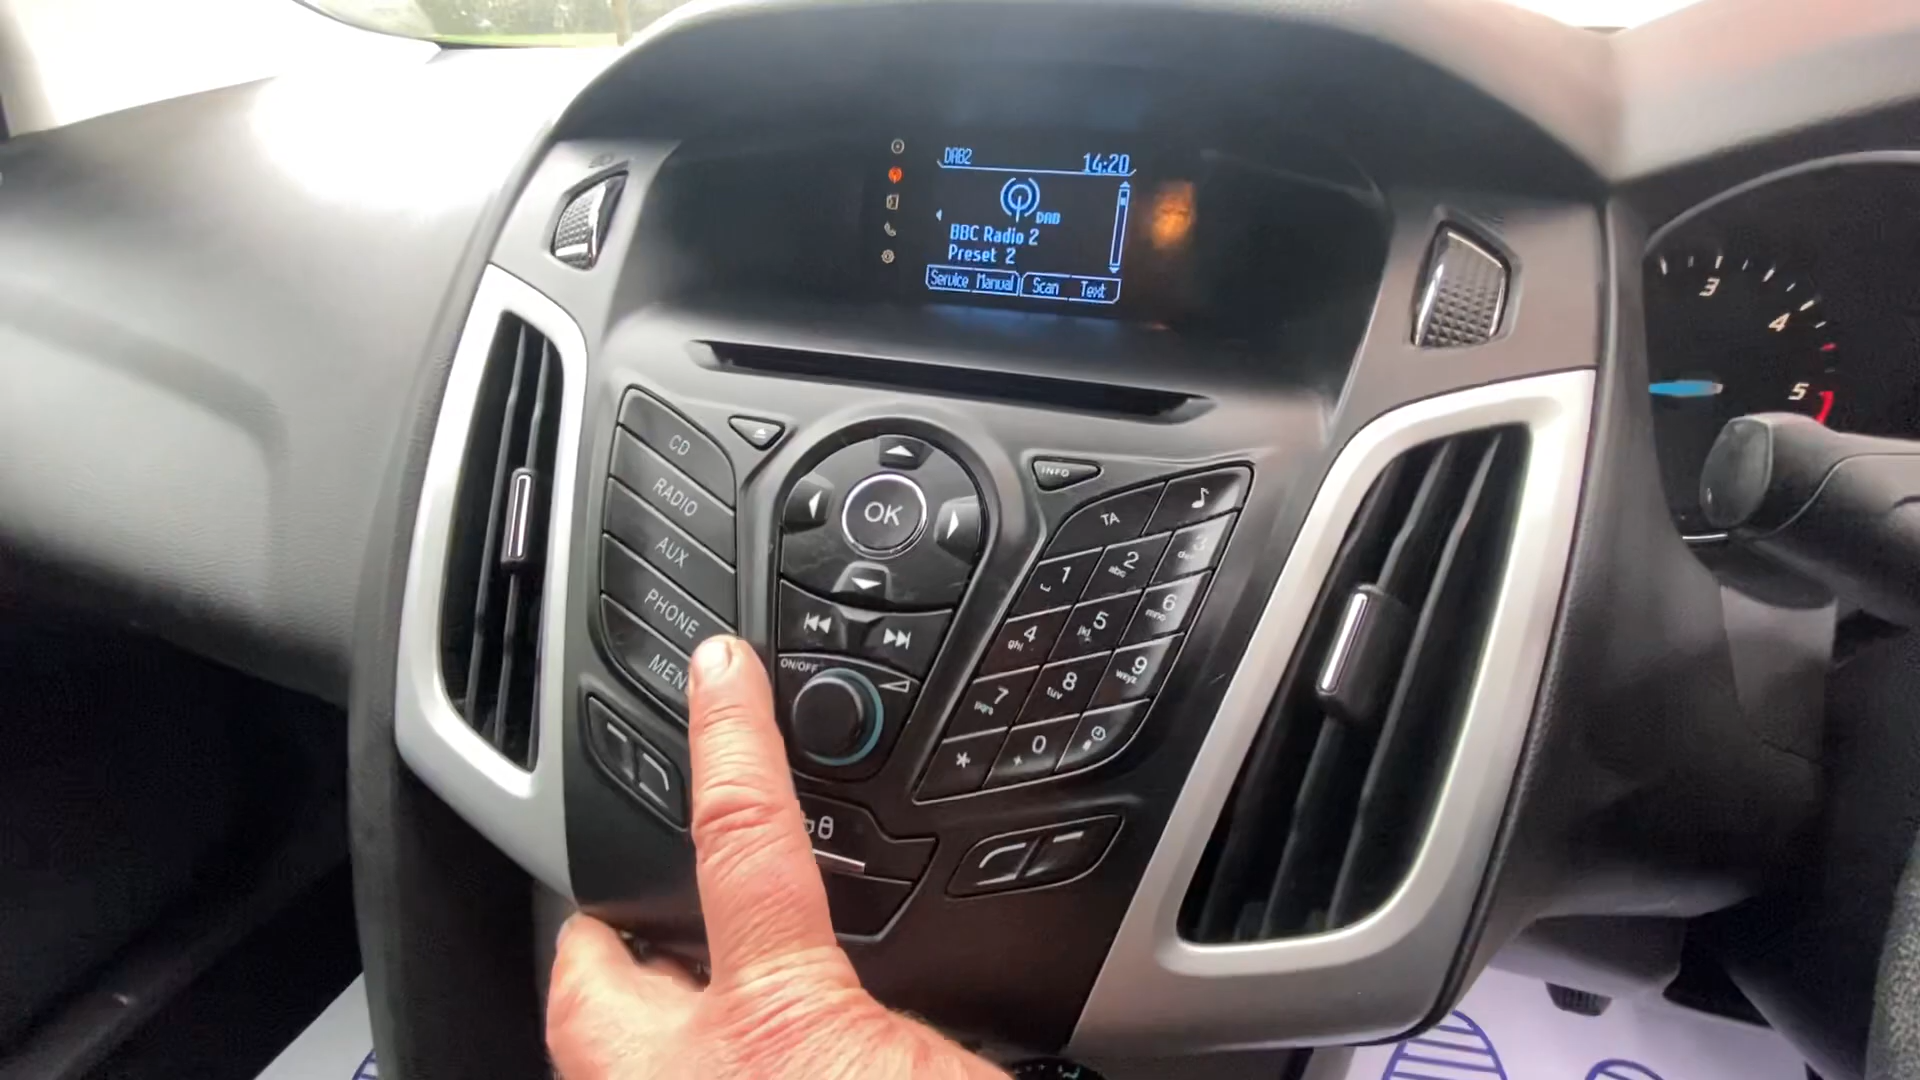 DAB2 14:20
DAB
BBC Radio 2
Preset 2
Service Manual Scan Text
CD
RADIO
AUX
PHONE
MENU
OK
ON/OFF
INFO
TA
1
2 abc
3
4 ghi
5 jkl
6 mno
7 pqrs
8 tuv
9 wxyz
*
0 +
3
4
5